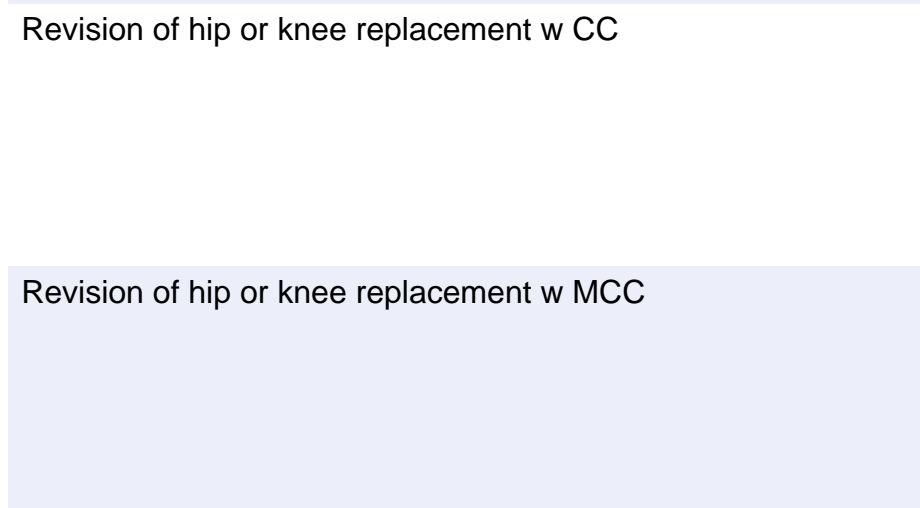 Revision of hip or knee replacement w CC
Revision of hip or knee replacement w MCC